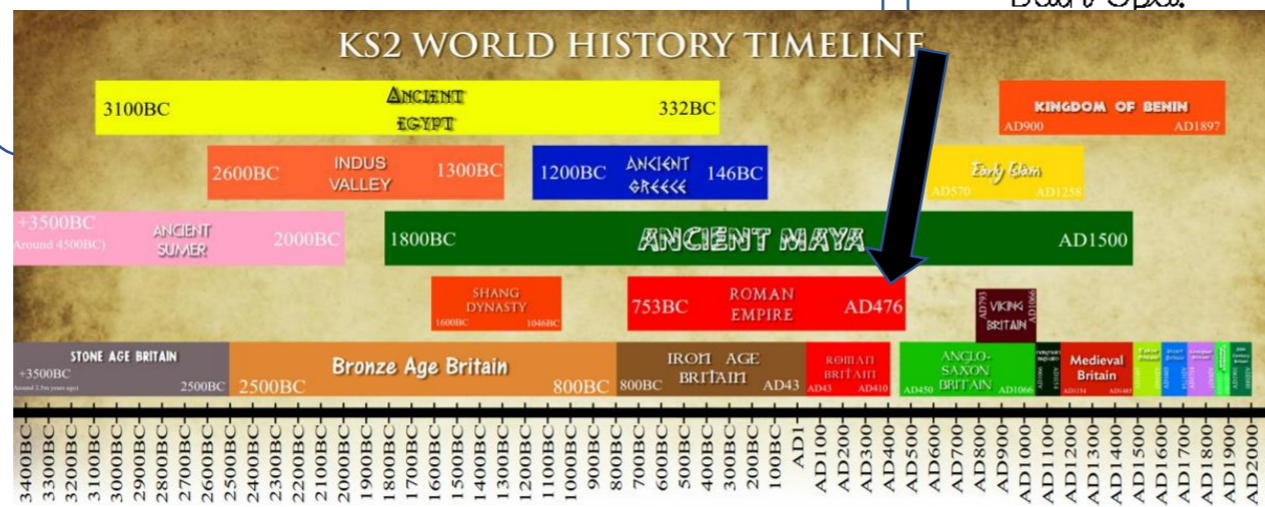 KS2 WORLD HISTORY TIMELINE
3100BC
ANCIENT
EGYPT
332BC
KINGDOM OF BENIN
AD900
AD1897
2600BC
INDUS
VALLEY
1300BC
1200BC
ANCIENT
GREECE
146BC
Early Islam
AD570
AD1258
+3500BC
Around 4500BC)
ANCIENT
SUMER
2000BC
1800BC
ANCIENT MAYA
AD1500
SHANG
DYNASTY
1600BC
1046BC
753BC
ROMAN
EMPIRE
AD476
AD793
VIKING
BRITAIN
AD1066
STONE AGE BRITAIN
+3500BC
2500BC
2500BC
Bronze Age Britain
800BC
800BC
IRON AGE
BRITAIN
AD43
ROMAN
BRITAIN
AD43
AD410
ANGLO-
SAXON
BRITAIN
AD450
AD1066
Medieval
Britain
AD1154
AD1485
3400BC
3300BC
3200BC
3100BC
3000BC
2900BC
2800BC
2700BC
2600BC
2500BC
2400BC
2300BC
2200BC
2100BC
2000BC
1900BC
1800BC
1700BC
1600BC
1500BC
1400BC
1300BC
1200BC
1100BC
1000BC
900BC
800BC
700BC
600BC
500BC
400BC
300BC
200BC
100BC
AD1
AD100
AD200
AD300
AD400
AD500
AD600
AD700
AD800
AD900
AD1000
AD1100
AD1200
AD1300
AD1400
AD1500
AD1600
AD1700
AD1800
AD1900
AD2000